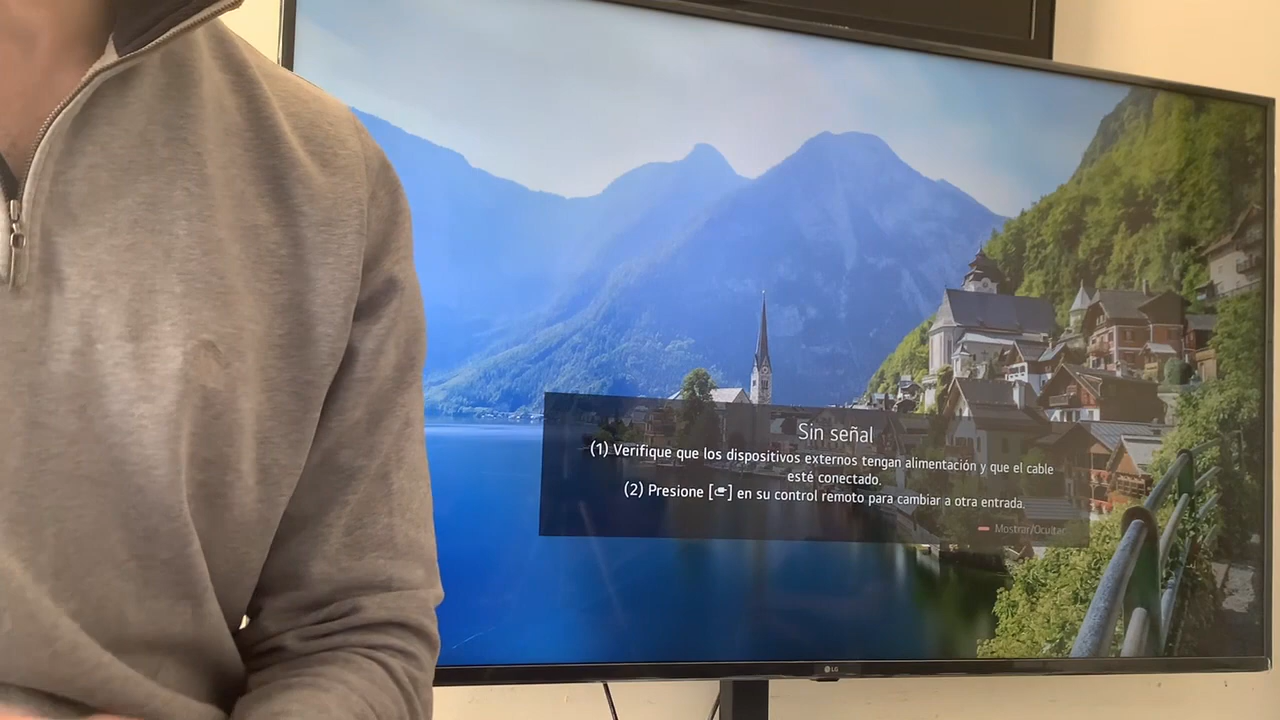 Sin señal
(1) Verifique que los dispositivos externos tengan alimentación y que el cable
esté conectado.
(2) Presione [] en su control remoto para cambiar a otra entrada.
Mostrar/Ocultar
LG